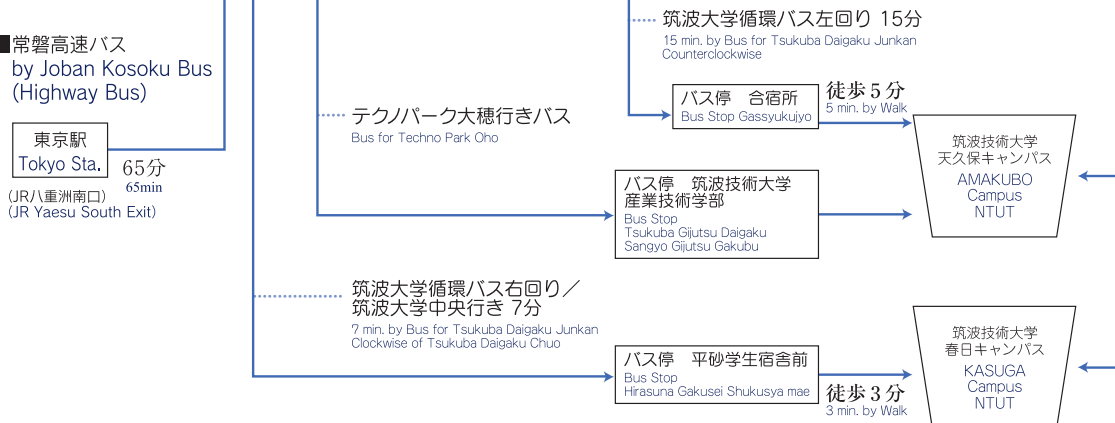 ■常磐高速バス
by Joban Kosoku Bus
(Highway Bus)
東京駅
Tokyo Sta.
65分
65min
(JR八重洲南口)
(JR Yaesu South Exit)
筑波大学循環バス左回り 15分
15 min. by Bus for Tsukuba Daigaku Junkan
Counterclockwise
バス停　合宿所
Bus Stop Gassyukujyo
徒歩5分
5 min. by Walk
テクノパーク大穂行きバス
Bus for Techno Park Oho
バス停　筑波技術大学
産業技術学部
Bus Stop
Tsukuba Gijutsu Daigaku
Sangyo Gijutsu Gakubu
筑波技術大学
天久保キャンパス
AMAKUBO
Campus
NTUT
筑波大学循環バス右回り／
筑波大学中央行き 7分
7 min. by Bus for Tsukuba Daigaku Junkan
Clockwise of Tsukuba Daigaku Chuo
バス停　平砂学生宿舎前
Bus Stop
Hirasuna Gakusei Shukusya mae
徒歩3分
3 min. by Walk
筑波技術大学
春日キャンパス
KASUGA
Campus
NTUT